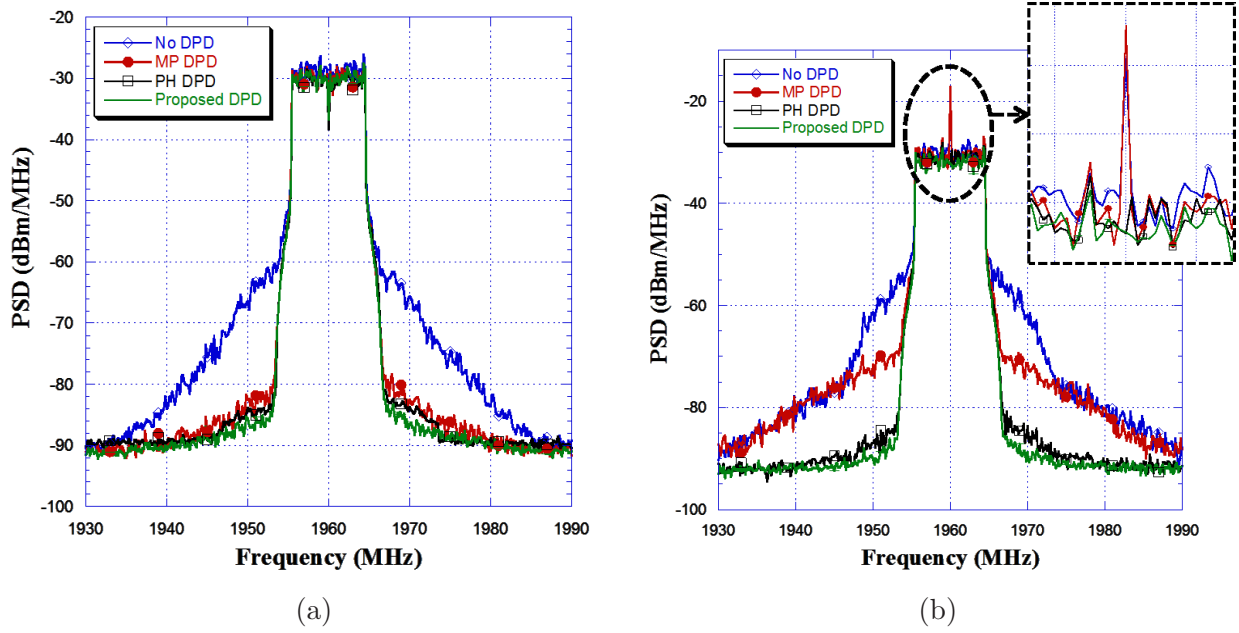 -20
-30
-40
-50
-60
-70
-80
-90
-100
PSD (dBm/MHz)
No DPD
MP DPD
PH DPD
Proposed DPD
1930 1940 1950 1960 1970 1980 1990
Frequency (MHz)
(a)
-20
-40
-60
-80
-100
PSD (dBm/MHz)
No DPD
MP DPD
PH DPD
Proposed DPD
1930 1940 1950 1960 1970 1980 1990
Frequency (MHz)
(b)